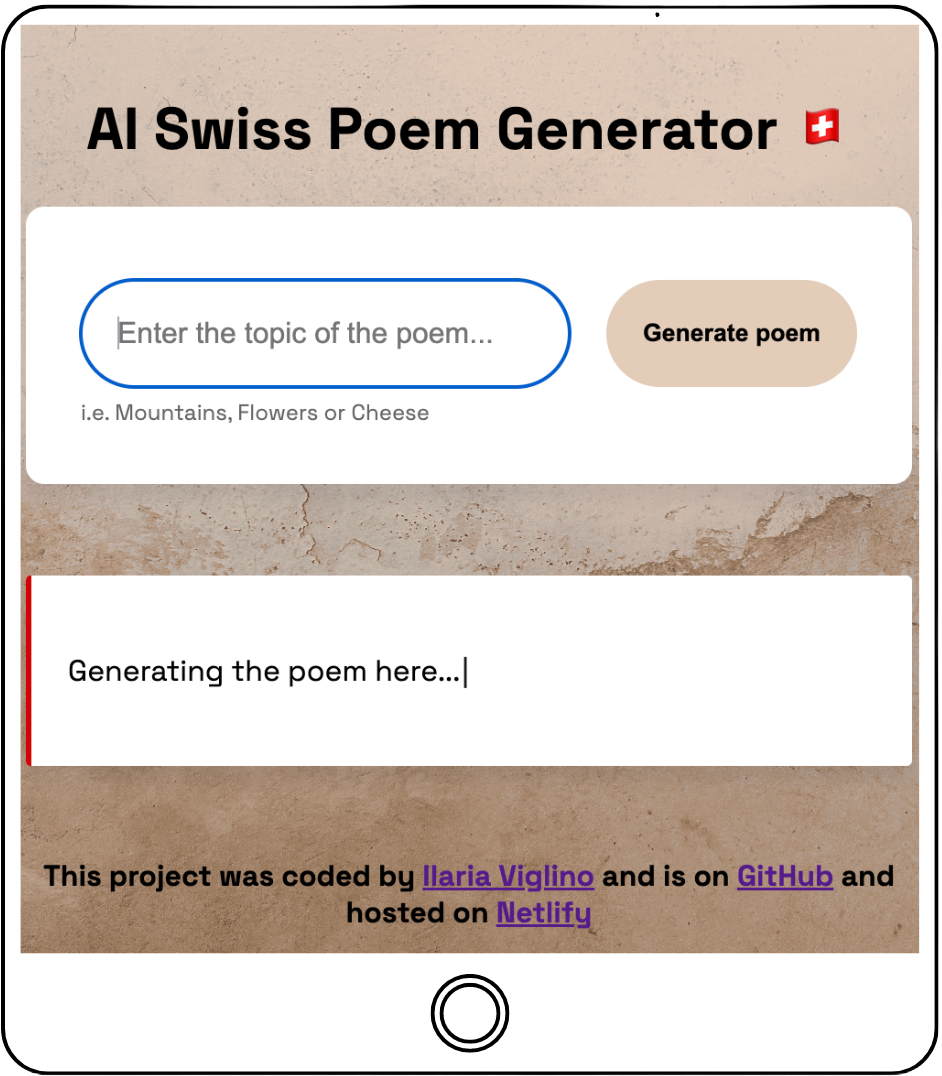 AI Swiss Poem Generator 🇨🇭
Enter the topic of the poem...
Generate poem
i.e. Mountains, Flowers or Cheese
Generating the poem here...|
This project was coded by Ilaria Viglino and is on GitHub and
hosted on Netlify